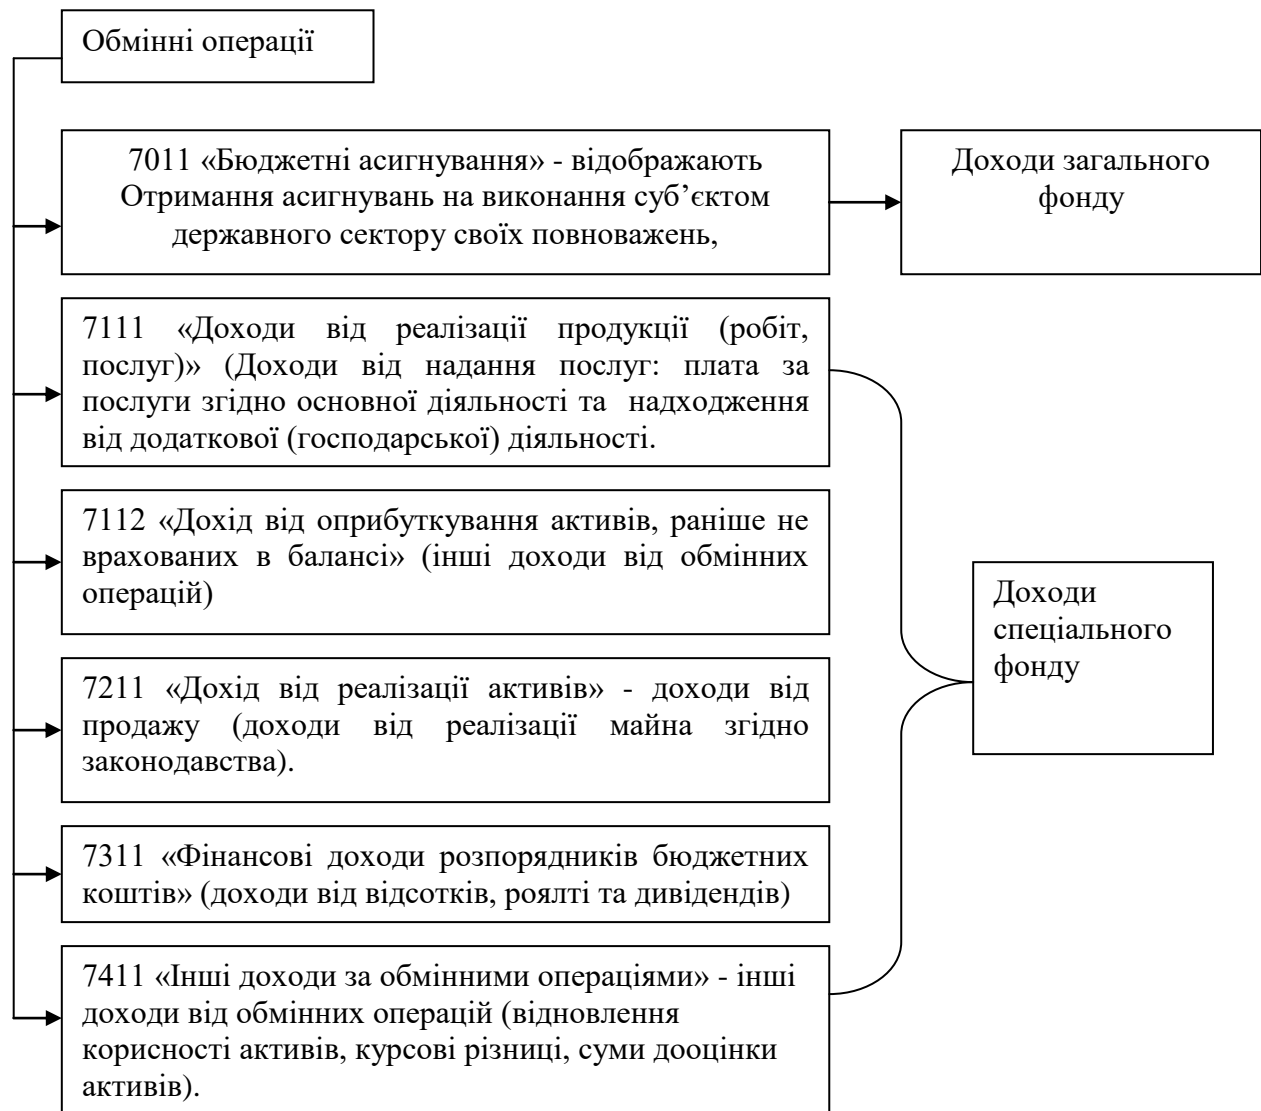 Обмінні операції
7011 «Бюджетні асигнування» - відображають
Отримання асигнувань на виконання суб’єктом
державного сектору своїх повноважень,
Доходи загального
фонду
7111 «Доходи від реалізації продукції (робіт,
послуг)» (Доходи від надання послуг: плата за
послуги згідно основної діяльності та надходження
від додаткової (господарської) діяльності.
7112 «Дохід від оприбуткування активів, раніше не
врахованих в балансі» (інші доходи від обмінних
операцій)
Доходи
спеціального
фонду
7211 «Дохід від реалізації активів» - доходи від
продажу (доходи від реалізації майна згідно
законодавства).
7311 «Фінансові доходи розпорядників бюджетних
коштів» (доходи від відсотків, роялті та дивідендів)
7411 «Інші доходи за обмінними операціями» - інші
доходи від обмінних операцій (відновлення
корисності активів, курсові різниці, суми дооцінки
активів).